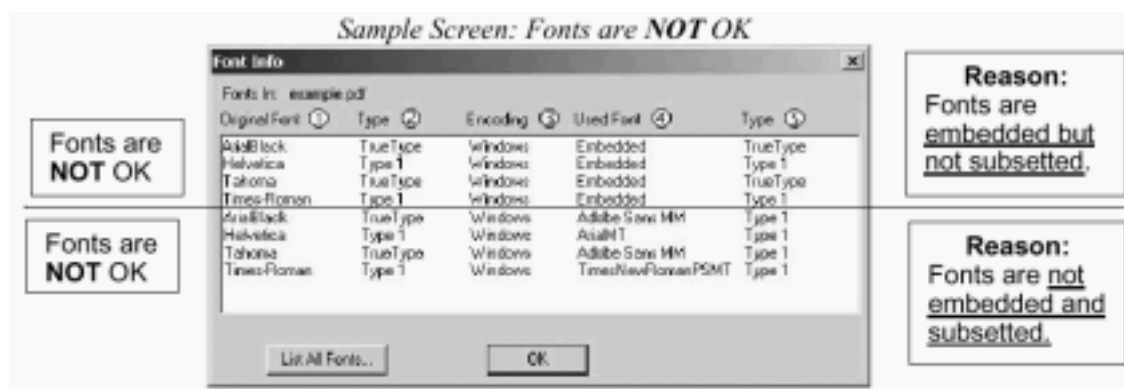 Sample Screen: Fonts are NOT OK
Font Info
Fonts In: example.pdf
Original Font ① Type ② Encoding ③ Used Font ④ Type ⑤
ArialBlack TrueType Windows Embedded TrueType
Helvetica Type 1 Windows Embedded Type 1
Tahoma TrueType Windows Embedded TrueType
Times-Roman Type 1 Windows Embedded Type 1
ArialBlack TrueType Windows Adobe Sans MM Type 1
Helvetica Type 1 Windows ArialMT Type 1
Tahoma TrueType Windows Adobe Sans MM Type 1
Times-Roman Type 1 Windows TimesNewRomanPSMT Type 1
List All Fonts...
OK
Fonts are
NOT OK
Reason:
Fonts are
embedded but
not subsetted.
Fonts are
NOT OK
Reason:
Fonts are not
embedded and
subsetted.